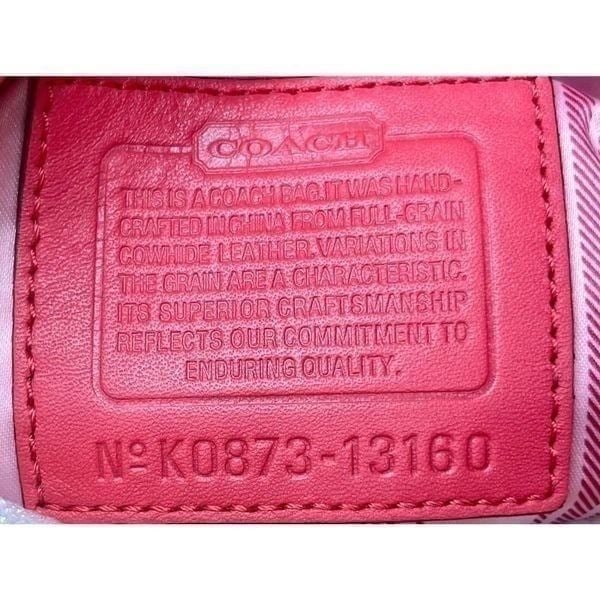 COACH
THIS IS A COACH BAG. IT WAS HAND-
CRAFTED IN CHINA FROM FULL-GRAIN
COWHIDE LEATHER. VARIATIONS IN
THE GRAIN ARE A CHARACTERISTIC.
ITS SUPERIOR CRAFTSMANSHIP
REFLECTS OUR COMMITMENT TO
ENDURING QUALITY.
Nº K0873-13160